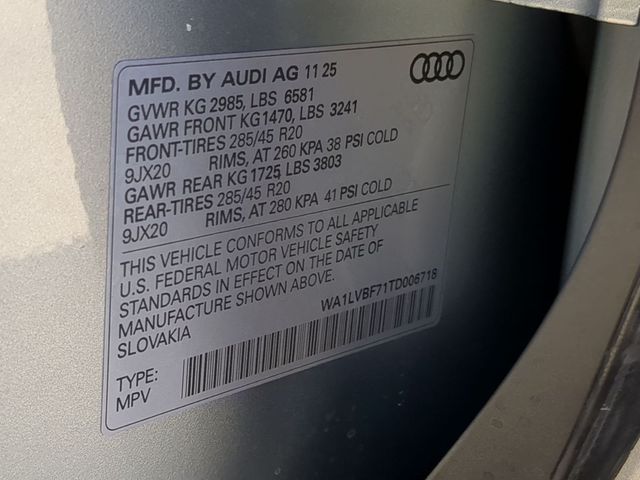 MFD. BY AUDI AG 11 25
GVWR KG 2985, LBS 6581
GAWR FRONT KG1470, LBS 3241
FRONT-TIRES 285/45 R20
9JX20 RIMS, AT 260 KPA 38 PSI COLD
GAWR REAR KG 1725, LBS 3803
REAR-TIRES 285/45 R20
9JX20 RIMS, AT 280 KPA 41 PSI COLD
THIS VEHICLE CONFORMS TO ALL APPLICABLE
U.S. FEDERAL MOTOR VEHICLE SAFETY
STANDARDS IN EFFECT ON THE DATE OF
MANUFACTURE SHOWN ABOVE.
SLOVAKIA
WA1LVBF71TD006718
TYPE:
MPV